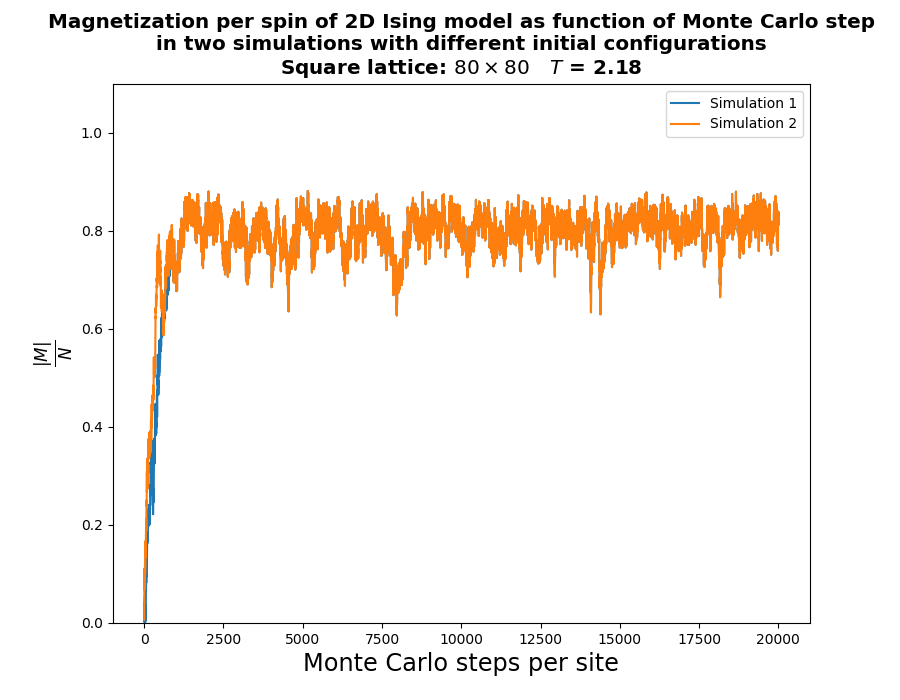 Magnetization per spin of 2D Ising model as function of Monte Carlo step
in two simulations with different initial configurations
Square lattice: 80 × 80 T = 2.18
Simulation 1
Simulation 2
1.0
0.8
0.6
0.4
0.2
0.0
|M|
N
0 2500 5000 7500 10000 12500 15000 17500 20000
Monte Carlo steps per site